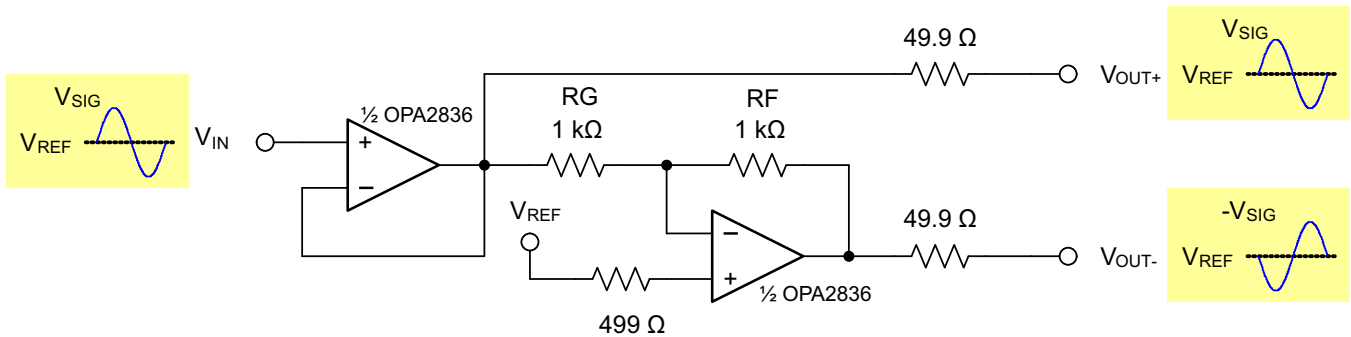 VSIG
VREF
VIN
½ OPA2836
+
−
RG
1 kΩ
RF
1 kΩ
49.9 Ω
VOUT+
VSIG
VREF
VREF
499 Ω
−
+
½ OPA2836
49.9 Ω
VOUT-
-VSIG
VREF